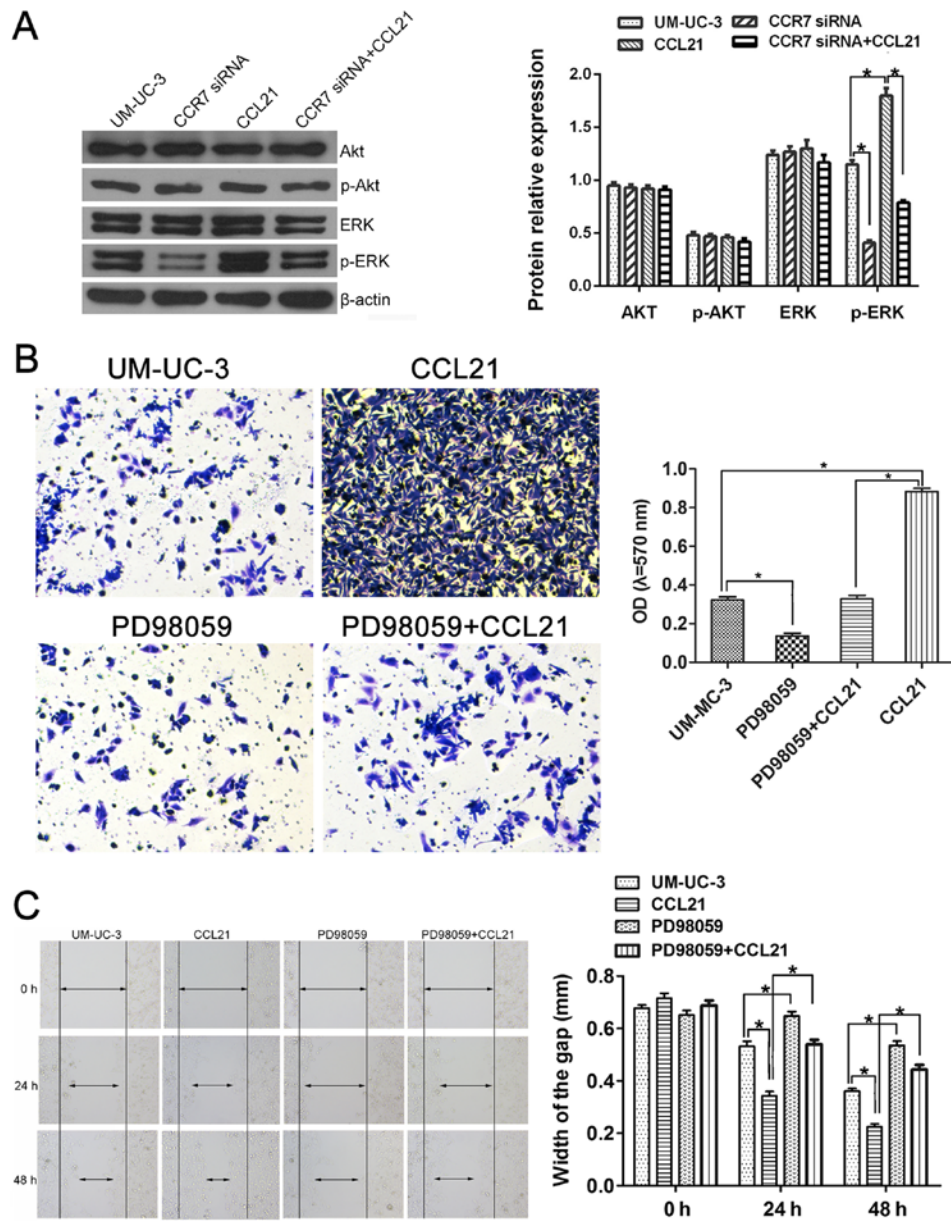 A
UM-UC-3
CCR7 siRNA
CCL21
CCR7 siRNA+CCL21
Akt
p-Akt
ERK
p-ERK
β-actin
UM-UC-3
CCR7 siRNA
CCL21
CCR7 siRNA+CCL21
Protein relative expression
2.0
1.5
1.0
0.5
0.0
* *
*
AKT
p-AKT
ERK
p-ERK
B
UM-UC-3
CCL21
PD98059
PD98059+CCL21
OD (λ=570 nm)
1.0
0.8
0.6
0.4
0.2
0.0
*
*
*
UM-MC-3
PD98059
PD98059+CCL21
CCL21
C
UM-UC-3
CCL21
PD98059
PD98059+CCL21
0 h
24 h
48 h
UM-UC-3
CCL21
PD98059
PD98059+CCL21
Width of the gap (mm)
0.8
0.6
0.4
0.2
0.0
*
*
*
*
*
*
0 h
24 h
48 h